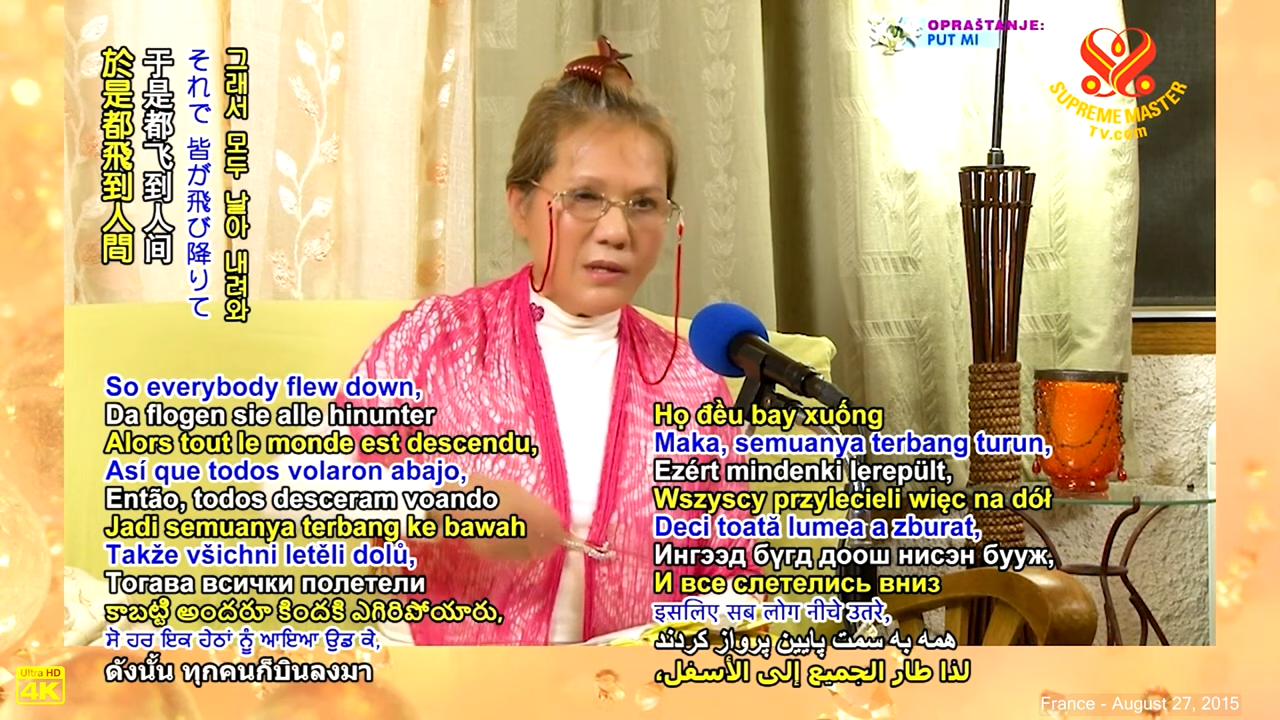 OPRAŠTANJE:
PUT MI
SUPREME MASTER
TV.com
於是都飛到人間
于是都飞到人间
それで 皆が飛び降りて
그래서 모두 날아 내려와
So everybody flew down,
Da flogen sie alle hinunter
Alors tout le monde est descendu,
Así que todos volaron abajo,
Então, todos desceram voando
Jadi semuanya terbang ke bawah
Takže všichni letěli dolů,
Тогава всички полетели
కాబట్టి అందరూ కిందకి ఎగిరిపోయారు,
ਸੋ ਹਰ ਇਕ ਹੇਠਾਂ ਨੂੰ ਆਇਆ ਉਡ ਕੇ,
ดังนั้น ทุกคนก็บินลงมา
Họ đều bay xuống
Maka, semuanya terbang turun,
Ezért mindenki lerepült,
Wszyscy przylecieli więc na dół
Deci toată lumea a zburat,
Ингээд бүгд доош нисэн бууж,
И все слетелись вниз
इसलिए सब लोग नीचे उतरे,
همه به سمت پایین پرواز کردند
لذا طار الجميع إلى الأسفل،
Ultra HD
4K
France - August 27, 2015